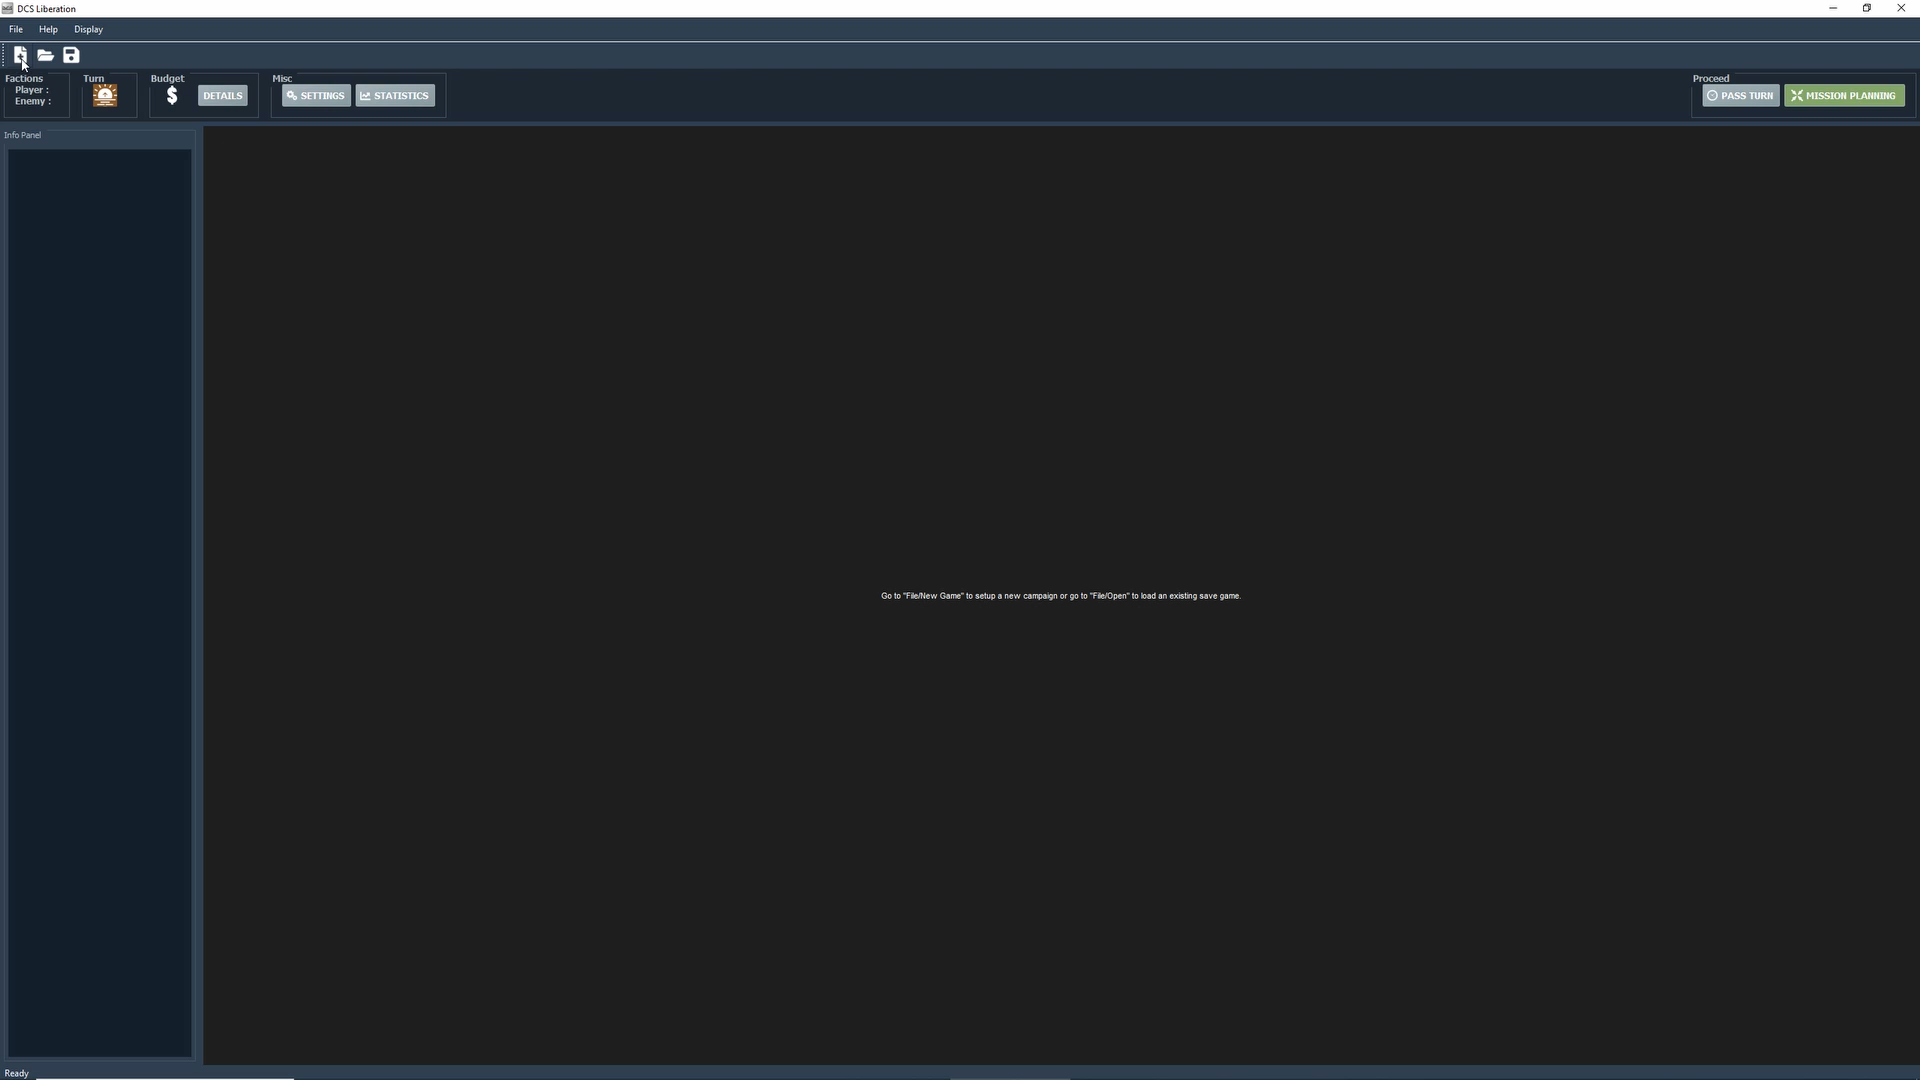 DCS Liberation
File Help Display
Factions
Player :
Enemy :
Turn
Budget
DETAILS
Misc
SETTINGS STATISTICS
Proceed
PASS TURN MISSION PLANNING
Info Panel
Go to "File/New Game" to setup a new campaign or go to "File/Open" to load an existing save game.
Ready